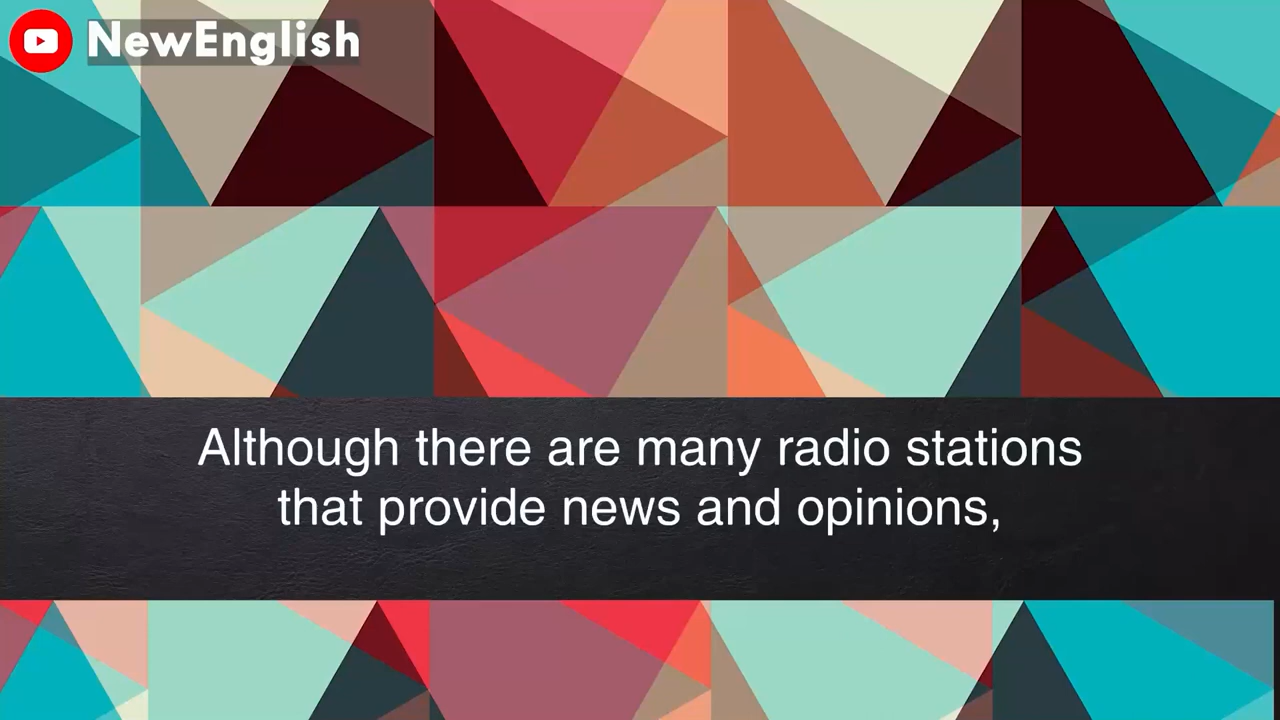 NewEnglish
Although there are many radio stations
that provide news and opinions,